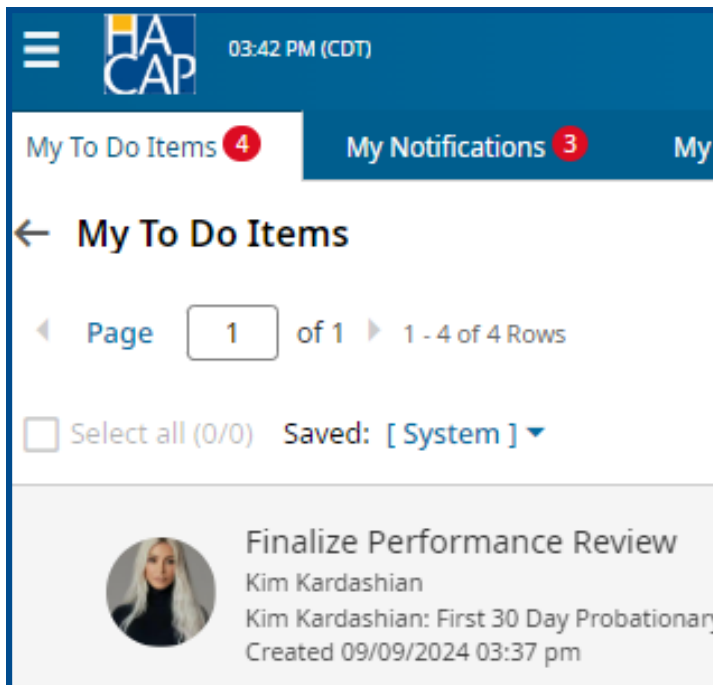 HA
CAP
03:42 PM (CDT)
My To Do Items 4 My Notifications 3 My
My To Do Items
Page 1 of 1 1 - 4 of 4 Rows
Select all (0/0) Saved: [ System ]
Finalize Performance Review
Kim Kardashian
Kim Kardashian: First 30 Day Probationary
Created 09/09/2024 03:37 pm